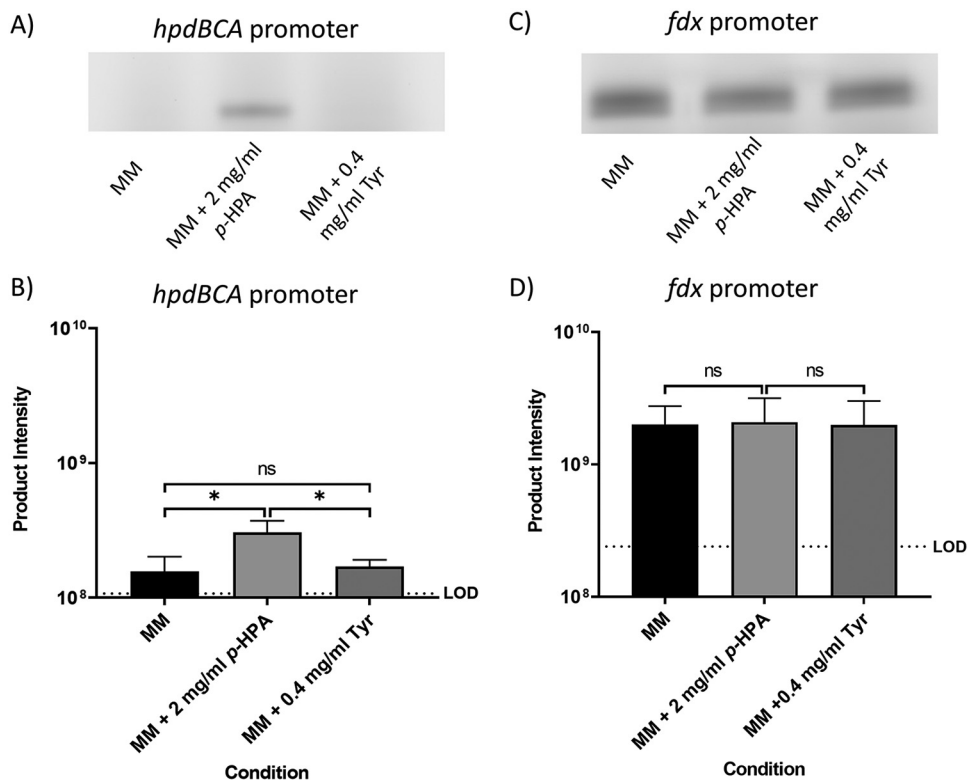 A)
hpdBCA promoter
MM
MM + 2 mg/ml
p-HPA
MM + 0.4
mg/ml Tyr
C)
fdx promoter
MM
MM + 2 mg/ml
p-HPA
MM + 0.4
mg/ml Tyr
B)
hpdBCA promoter
Product Intensity
10^10
10^9
10^8
ns
*
*
LOD
MM
MM + 2 mg/ml p-HPA
MM + 0.4 mg/ml Tyr
Condition
D)
fdx promoter
Product Intensity
10^10
10^9
10^8
ns
ns
LOD
MM
MM + 2 mg/ml p-HPA
MM +0.4 mg/ml Tyr
Condition